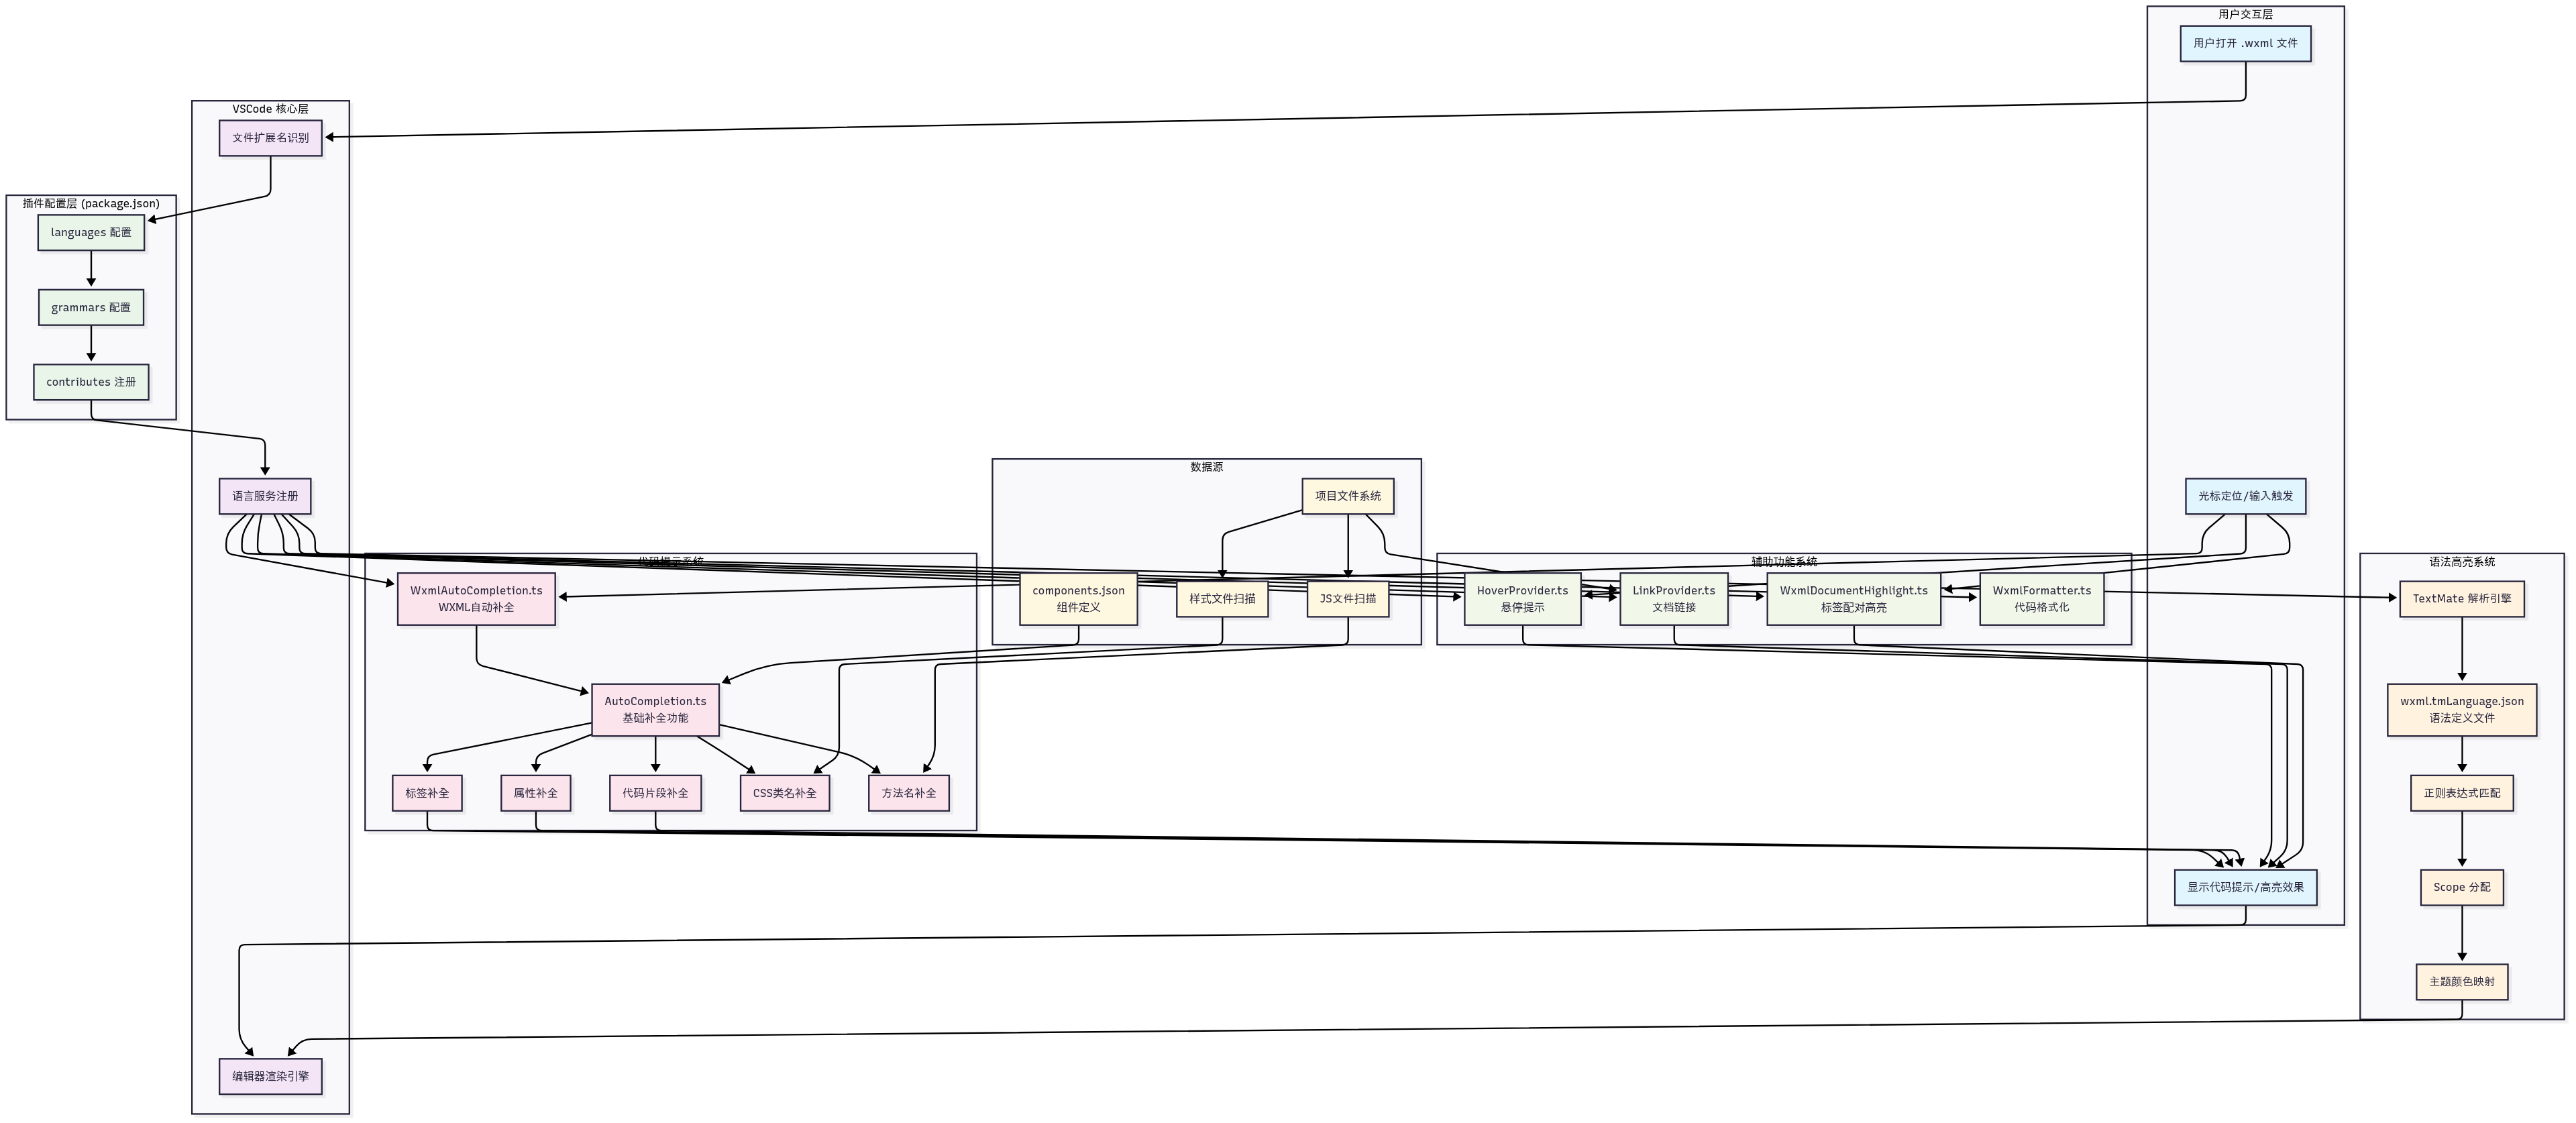 用户交互层
用户打开 .wxml 文件
VSCode 核心层
文件扩展名识别
插件配置层 (package.json)
languages 配置
grammars 配置
contributes 注册
数据源
语言服务注册
项目文件系统
光标定位/输入触发
代码提示系统
辅助功能系统
语法高亮系统
WxmlAutoCompletion.ts
WXML自动补全
components.json
组件定义
样式文件扫描
JS文件扫描
HoverProvider.ts
悬停提示
LinkProvider.ts
文档链接
WxmlDocumentHighlight.ts
标签配对高亮
WxmlFormatter.ts
代码格式化
TextMate 解析引擎
AutoCompletion.ts
基础补全功能
wxml.tmLanguage.json
语法定义文件
标签补全
属性补全
代码片段补全
CSS类名补全
方法名补全
正则表达式匹配
显示代码提示/高亮效果
Scope 分配
主题颜色映射
编辑器渲染引擎